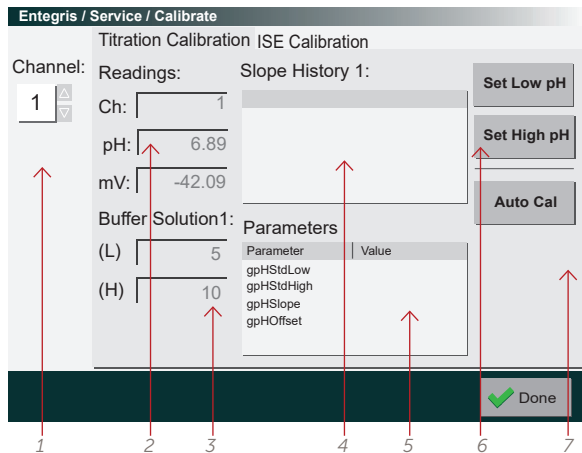 Entegris / Service / Calibrate
Titration Calibration ISE Calibration
Channel:
1
Readings:
Ch: 1
pH: 6.89
mV: -42.09
Buffer Solution1:
(L) 5
(H) 10
Slope History 1:
Parameters
Parameter Value
gpHStdLow
gpHStdHigh
gpHSlope
gpHOffset
Set Low pH
Set High pH
Auto Cal
Done
1 2 3 4 5 6 7